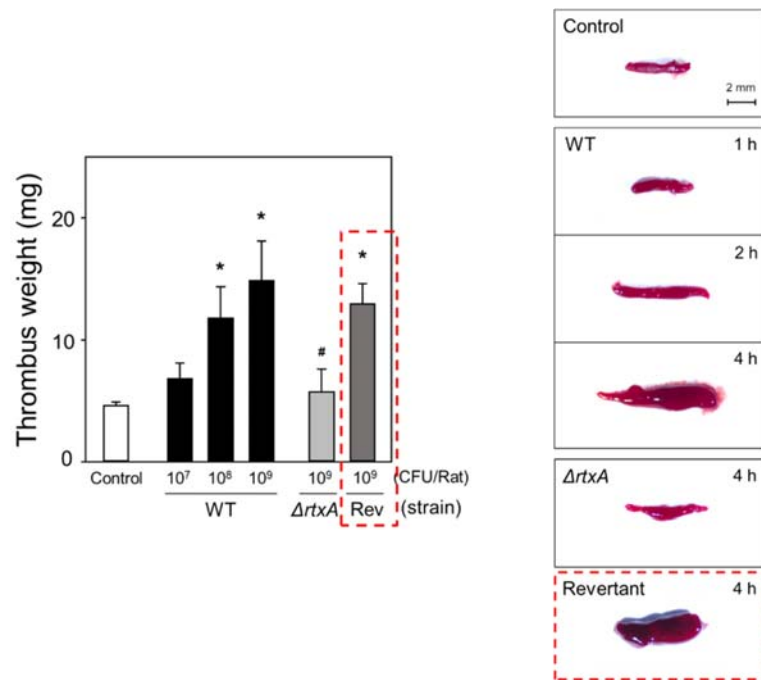 Thrombus weight (mg)
20
10
0
*
*
#
*
Control
10⁷ 10⁸ 10⁹ 10⁹ 10⁹ (CFU/Rat)
WT ΔrtxA Rev (strain)
Control
2 mm
WT 1 h
2 h
4 h
ΔrtxA 4 h
Revertant 4 h